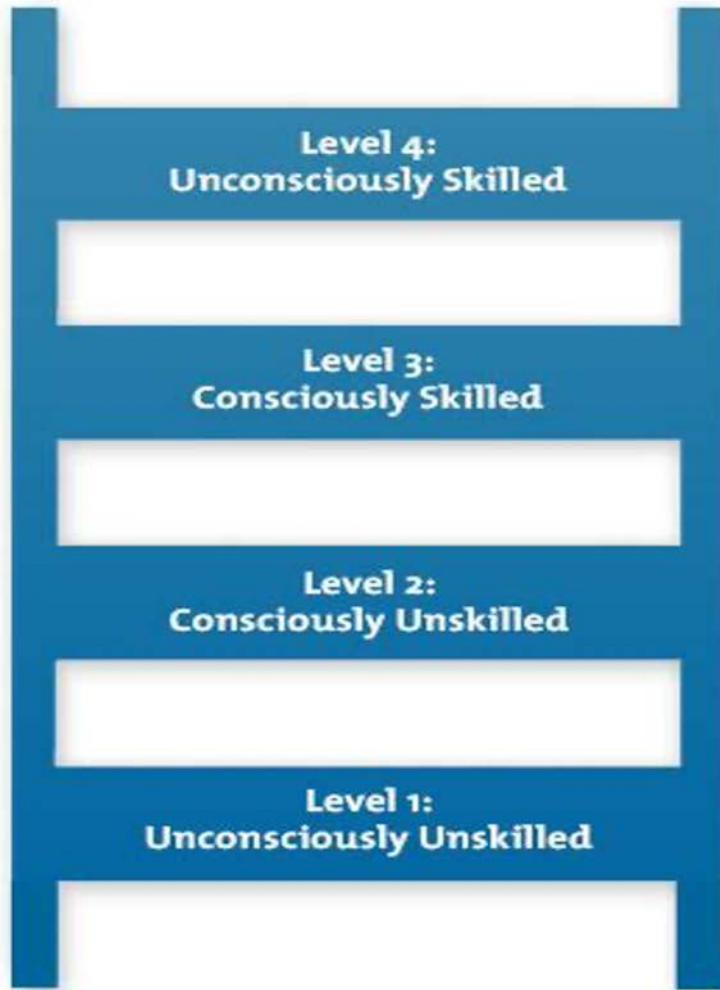 Level 4:
Unconsciously Skilled
Level 3:
Consciously Skilled
Level 2:
Consciously Unskilled
Level 1:
Unconsciously Unskilled